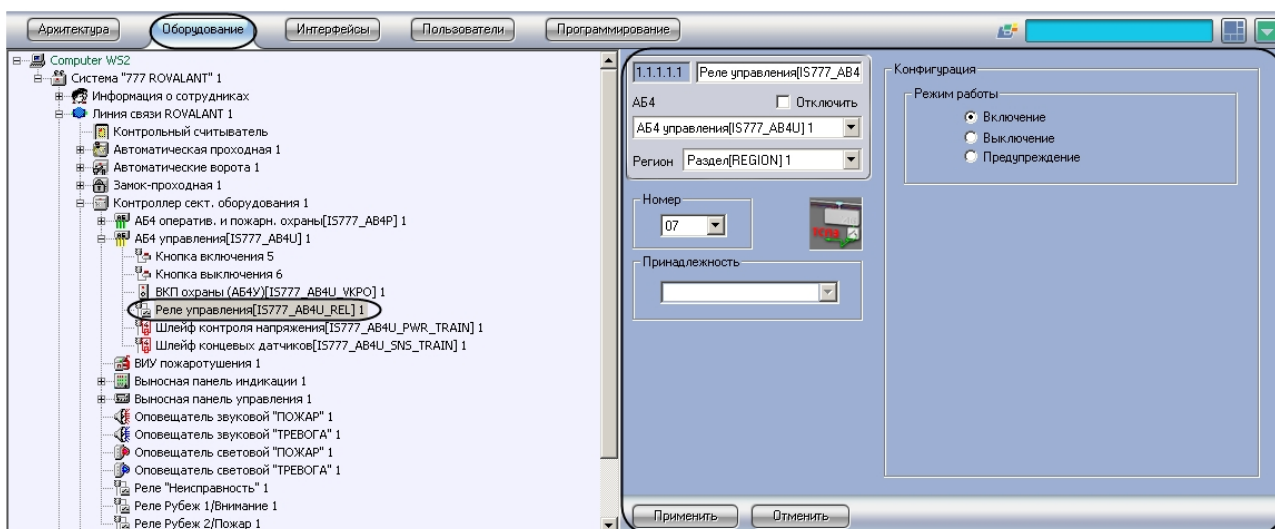 Архитектура Оборудование Интерфейсы Пользователи Программирование
Computer WS2
Система "777 ROVALANT" 1
Информация о сотрудниках
Линия связи ROVALANT 1
Контрольный считыватель
Автоматическая проходная 1
Автоматические ворота 1
Замок-проходная 1
Контроллер сект. оборудования 1
АБ4 оператив. и пожарн. охраны[IS777_AB4P] 1
АБ4 управления[IS777_AB4U] 1
Кнопка включения 5
Кнопка выключения 6
ВКП охраны (АБ4У)[IS777_AB4U_VKPO] 1
Реле управления[IS777_AB4U_REL] 1
Шлейф контроля напряжения[IS777_AB4U_PWR_TRAIN] 1
Шлейф концевых датчиков[IS777_AB4U_SNS_TRAIN] 1
ВИУ пожаротушения 1
Выносная панель индикации 1
Выносная панель управления 1
Оповещатель звуковой "ПОЖАР" 1
Оповещатель звуковой "ТРЕВОГА" 1
Оповещатель световой "ПОЖАР" 1
Оповещатель световой "ТРЕВОГА" 1
Реле "Неисправность" 1
Реле Рубеж 1/Внимание 1
Реле Рубеж 2/Пожар 1
1.1.1.1.1 Реле управления[IS777_AB4
АБ4 Отключить
АБ4 управления[IS777_AB4U] 1
Регион Раздел[REGION] 1
Номер
07
Принадлежность
Конфигурация
Режим работы
Включение
Выключение
Предупреждение
Применить Отменить